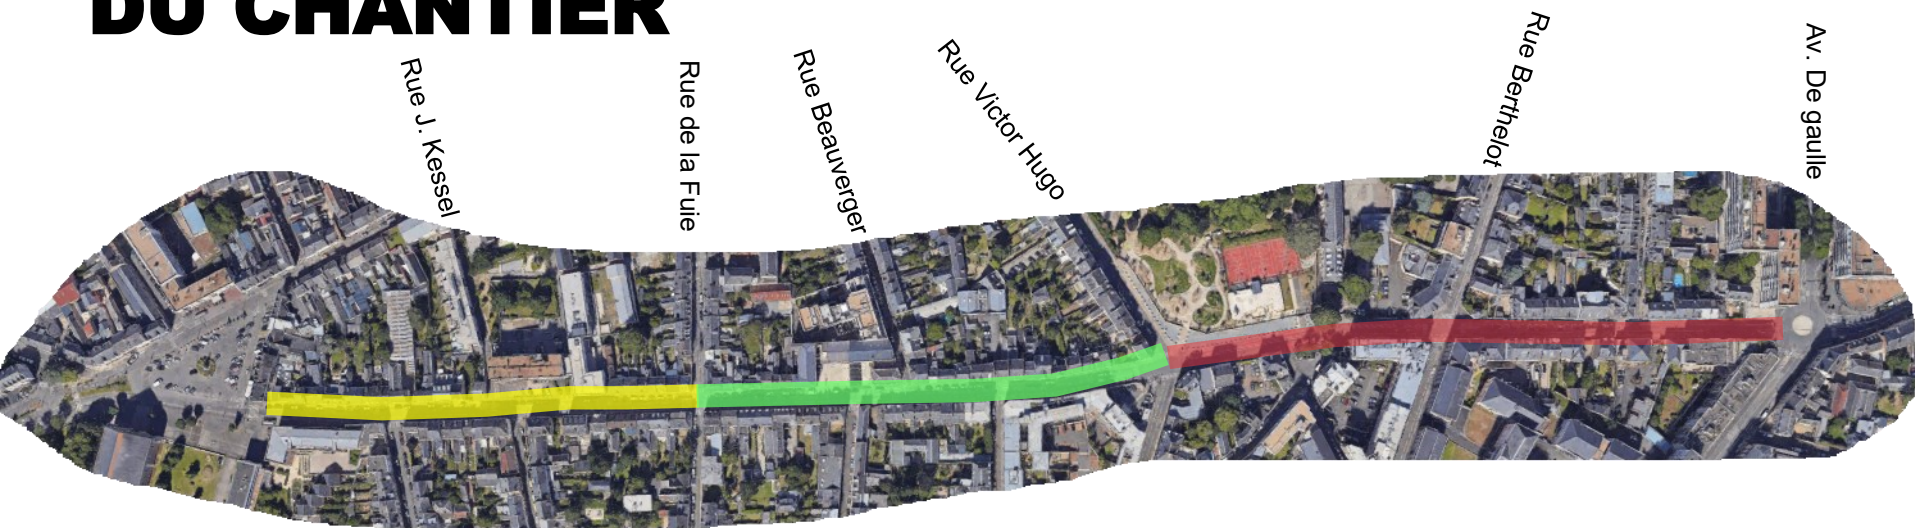 DU CHANTIER
Rue J. Kessel
Rue de la Fuie
Rue Beauverger
Rue Victor Hugo
Rue Berthelot
Av. De gaulle